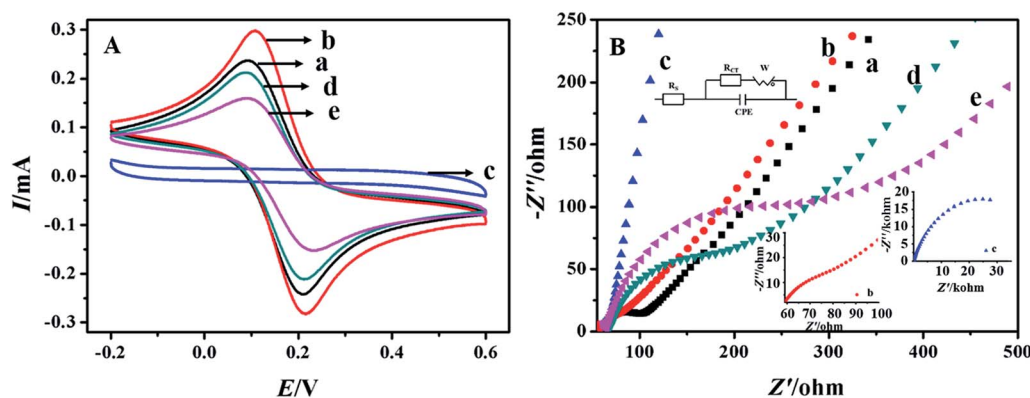 A
0.3
0.2
0.1
0.0
-0.1
-0.2
-0.3
I/mA
-0.2
0.0
0.2
0.4
0.6
E/V
b
a
d
e
c
B
-250
-200
-150
-100
-50
0
-Z''/ohm
100
200
300
400
500
Z'/ohm
c
b
a
d
e
R_S
R_CT
W
CPE
30
20
10
-Z''/ohm
60
70
80
90
100
Z'/ohm
b
20
15
10
5
0
-Z''/kohm
0
10
20
30
Z'/kohm
c